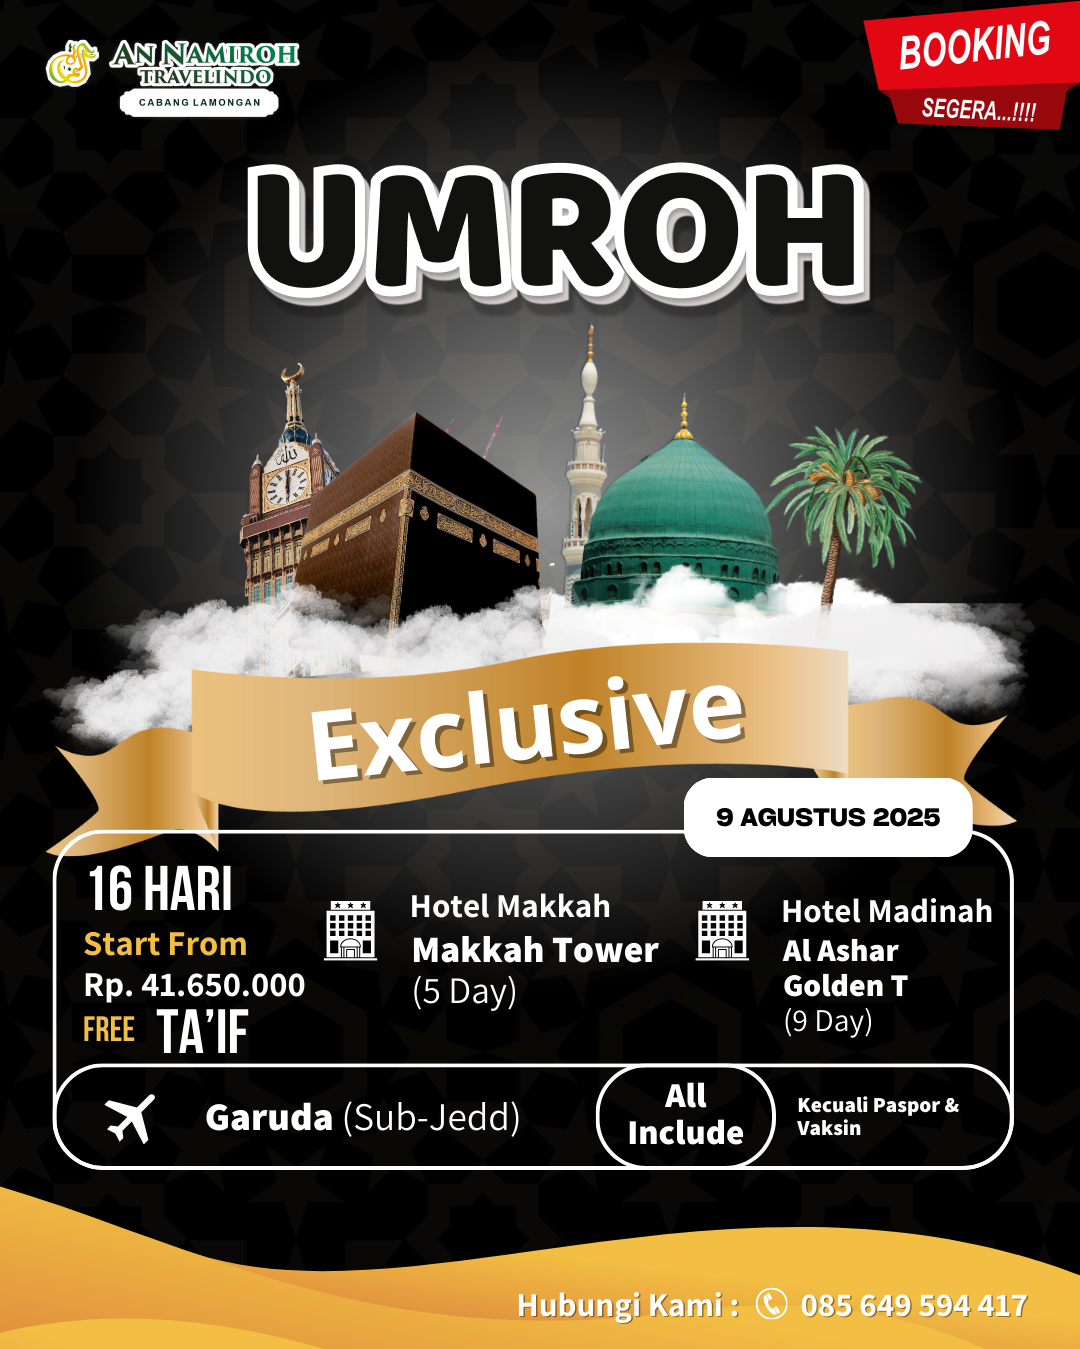 AN NAMIROH
TRAVELINDO
CABANG LAMONGAN
BOOKING
SEGERA...!!!!
UMROH
Exclusive
9 AGUSTUS 2025
16 HARI
Start From
Rp. 41.650.000
FREE TA'IF
Hotel Makkah
Makkah Tower
(5 Day)
Hotel Madinah
Al Ashar
Golden T
(9 Day)
Garuda (Sub-Jedd)
All
Include
Kecuali Paspor &
Vaksin
Hubungi Kami : 085 649 594 417